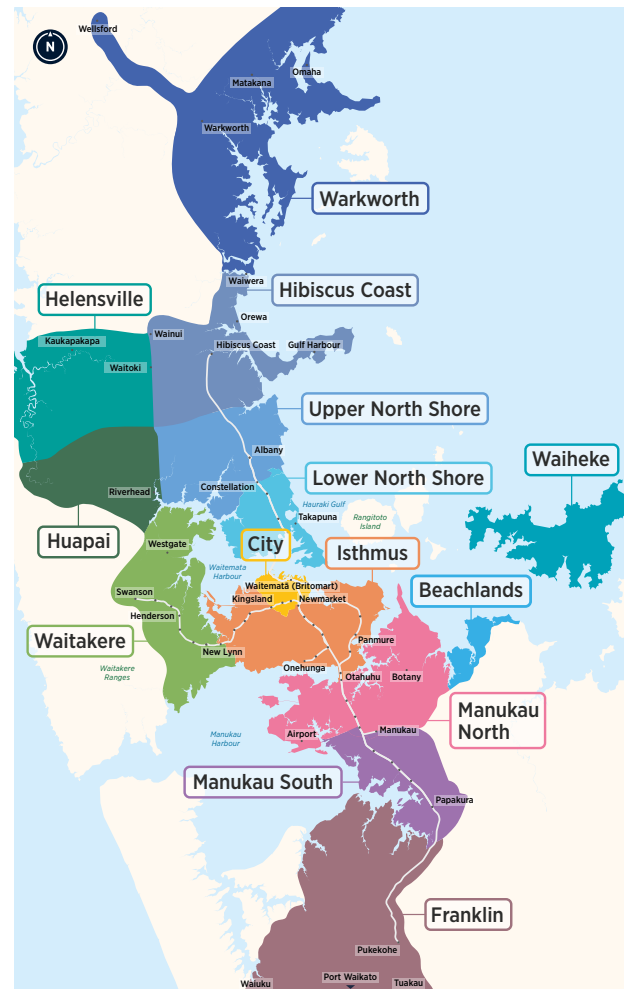 Wellsford
N
Omaha
Matakana
Warkworth
Warkworth
Waiwera
Hibiscus Coast
Helensville
Orewa
Wainui
Kaukapakapa
Hibiscus Coast
Gulf Harbour
Waitoki
Upper North Shore
Albany
Waiheke
Lower North Shore
Constellation
Riverhead
Hauraki Gulf
Takapuna
Rangitoto
Island
Huapai
Westgate
City
Isthmus
Waitemata
Harbour
Waitematā (Britomart)
Beachlands
Swanson
Kingsland
Newmarket
Henderson
Waitakere
Panmure
New Lynn
Waitakere
Ranges
Onehunga
Otahuhu
Botany
Manukau
North
Manukau
Harbour
Airport
Manukau
Manukau South
Papakura
Franklin
Pukekohe
Waiuku
Port Waikato
Tuakau